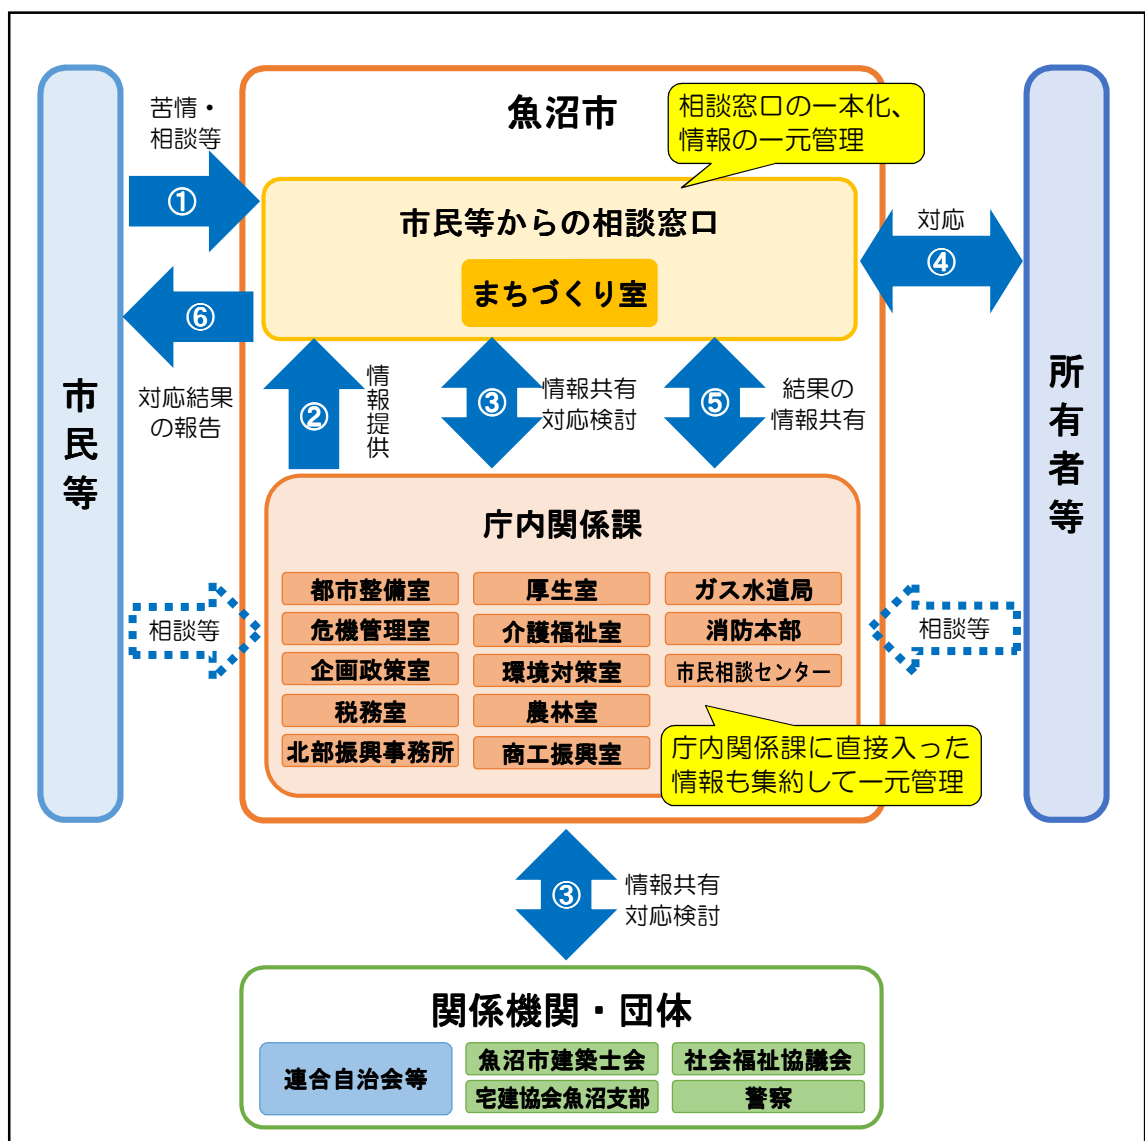 苦情・
相談等
①
⑥
対応結果
の報告
市民等
相談等
魚沼市
相談窓口の一本化、
情報の一元管理
市民等からの相談窓口
まちづくり室
②
情報提供
③
情報共有
対応検討
⑤
結果の
情報共有
対応
④
所有者等
相談等
庁内関係課
都市整備室
厚生室
ガス水道局
危機管理室
介護福祉室
消防本部
企画政策室
環境対策室
市民相談センター
税務室
農林室
北部振興事務所
商工振興室
庁内関係課に直接入った
情報も集約して一元管理
③
情報共有
対応検討
関係機関・団体
連合自治会等
魚沼市建築士会
社会福祉協議会
宅建協会魚沼支部
警察